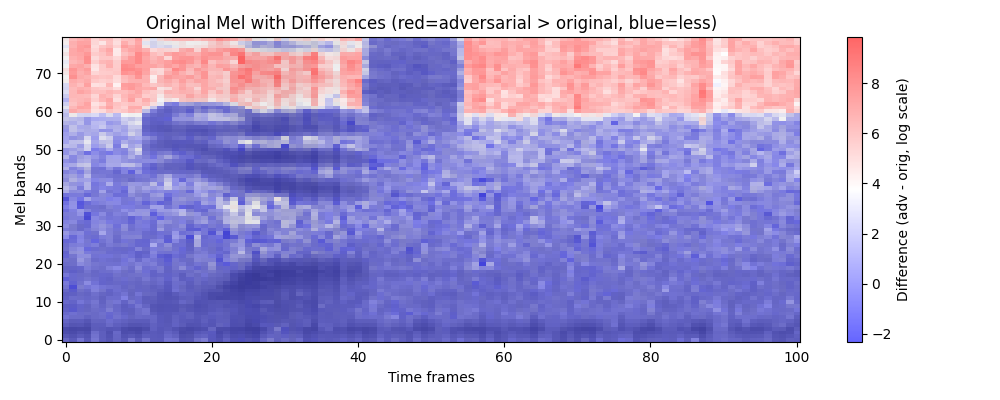 Original Mel with Differences (red=adversarial > original, blue=less)
Mel bands
70
60
50
40
30
20
10
0
0 20 40 60 80 100
Time frames
8
6
4
2
0
−2
Difference (adv - orig, log scale)